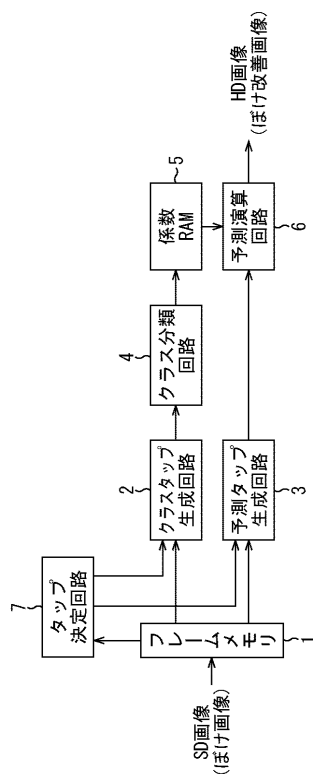 SD画像
(ぼけ画像)
1
フレームメモリ
7
タップ
決定回路
2
クラスタップ
生成回路
3
予測タップ
生成回路
4
クラス分類
回路
5
係数
RAM
6
予測演算
回路
HD画像
(ぼけ改善画像)